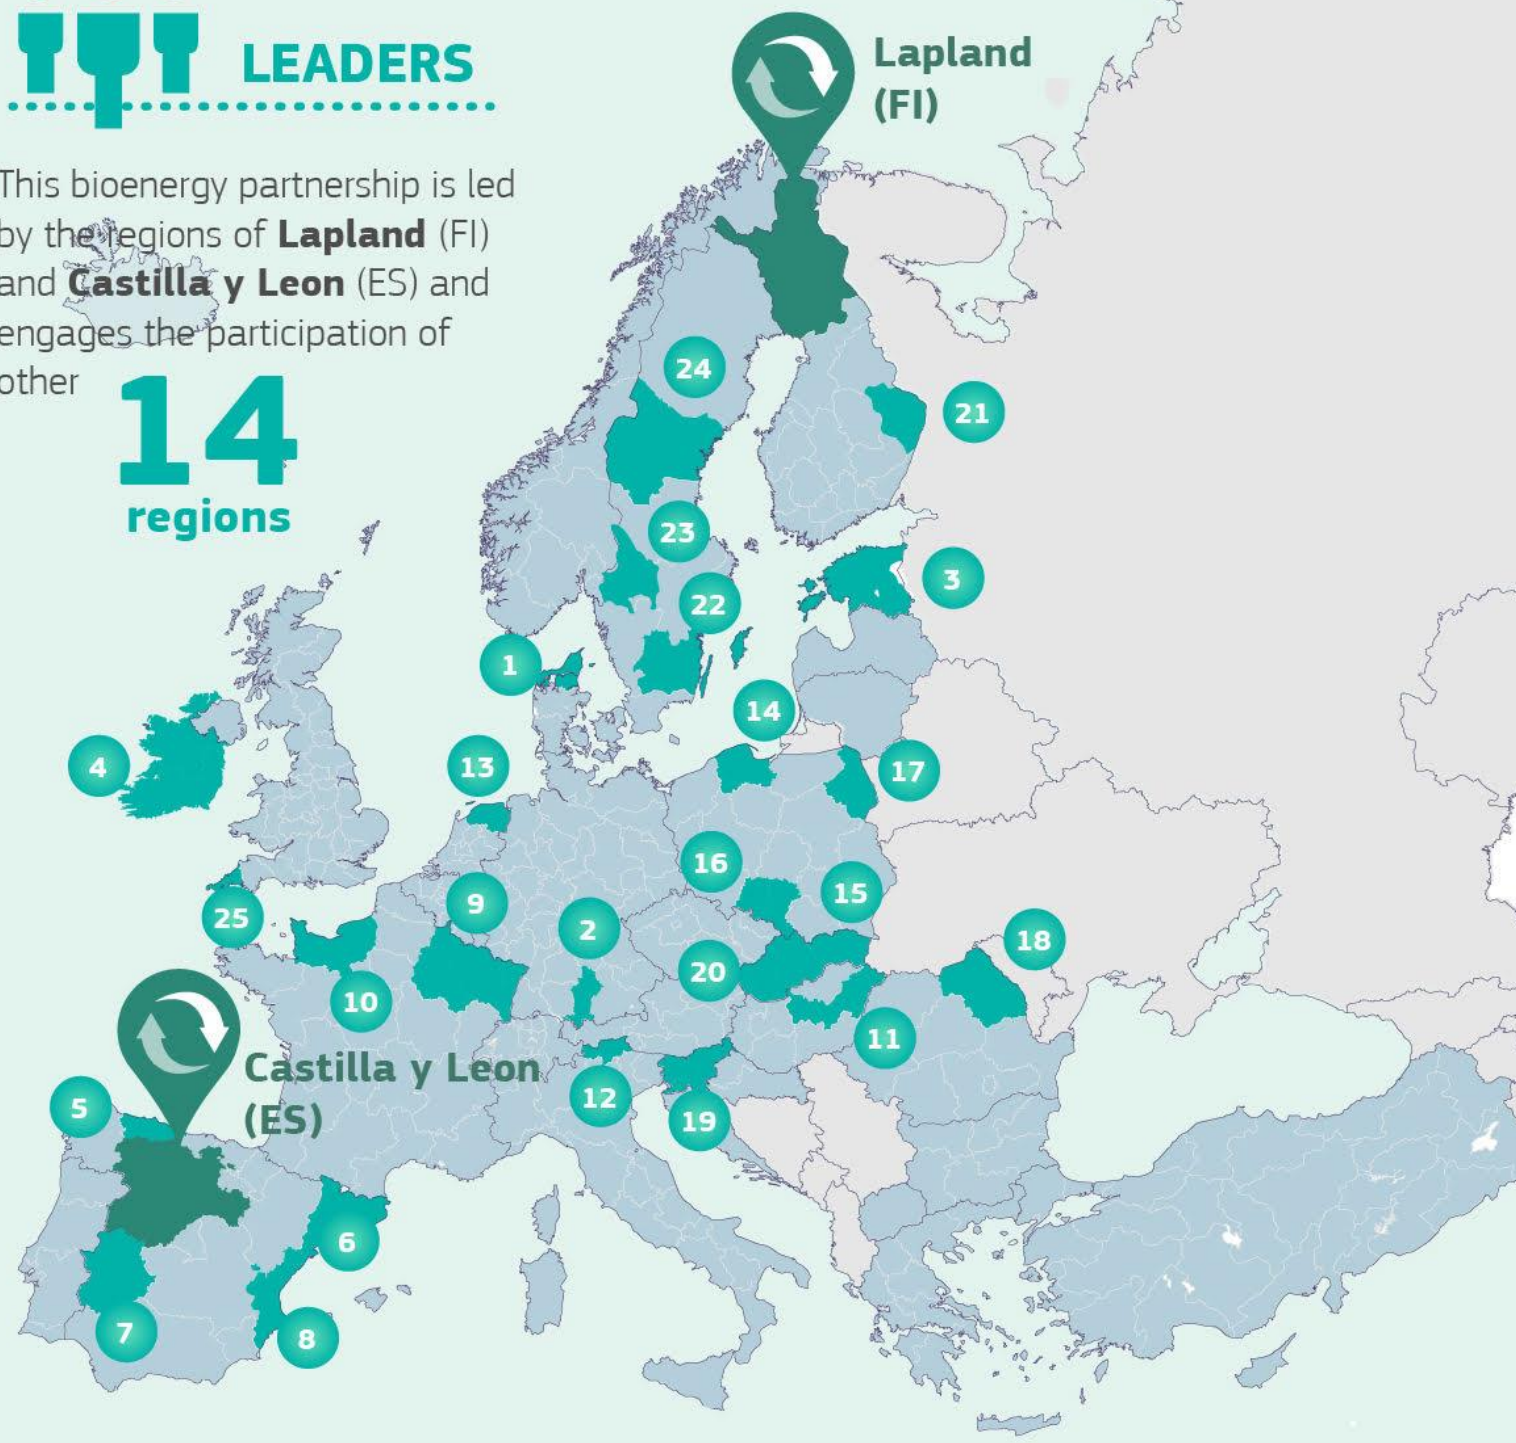 LEADERS
This bioenergy partnership is led
by the regions of Lapland (FI)
and Castilla y Leon (ES) and
engages the participation of
other
14
regions
Lapland
(FI)
24
21
23
3
22
1
14
4
13
17
16
15
9
25
2
18
20
10
11
Castilla y Leon
(ES)
5
12
19
6
7
8